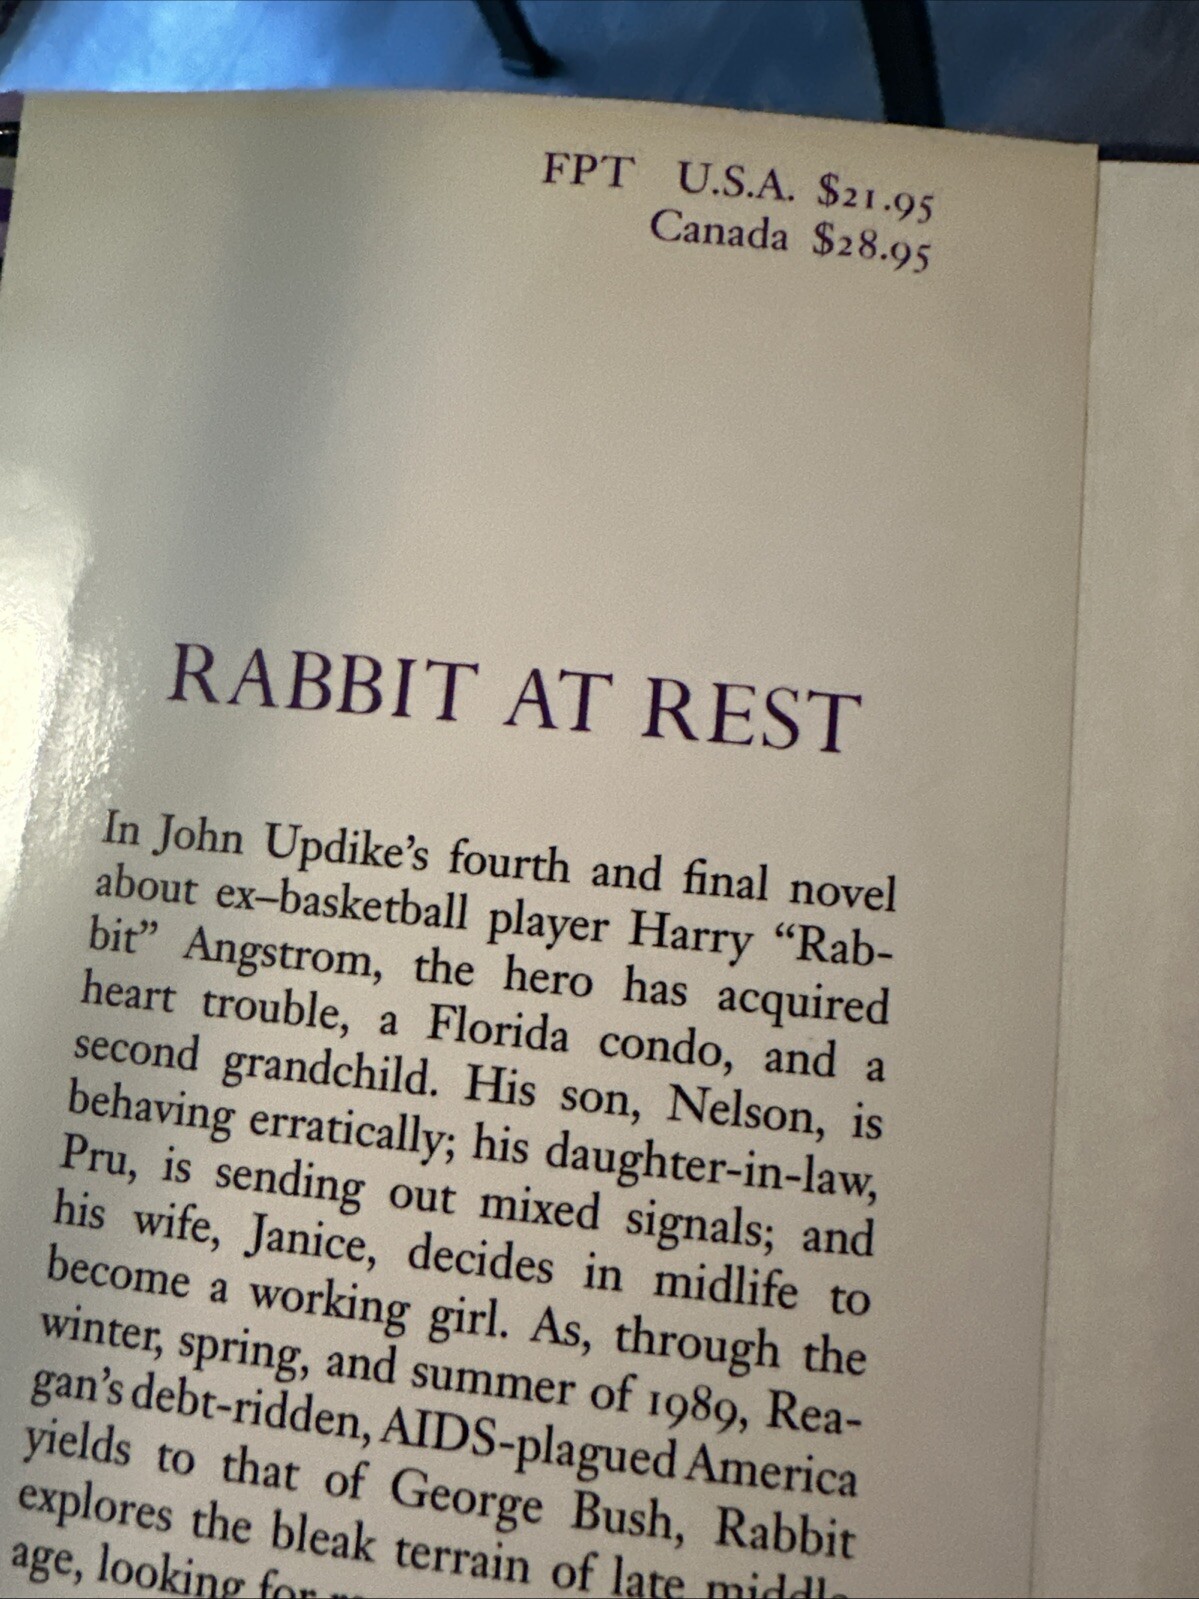 FPT U.S.A. $21.95
Canada $28.95
RABBIT AT REST
In John Updike’s fourth and final novel
about ex–basketball player Harry “Rab-
bit” Angstrom, the hero has acquired
heart trouble, a Florida condo, and a
second grandchild. His son, Nelson, is
behaving erratically; his daughter-in-law,
Pru, is sending out mixed signals; and
his wife, Janice, decides in midlife to
become a working girl. As, through the
winter, spring, and summer of 1989, Rea-
gan’s debt-ridden, AIDS-plagued America
yields to that of George Bush, Rabbit
explores the bleak terrain of late middle
age, looking for